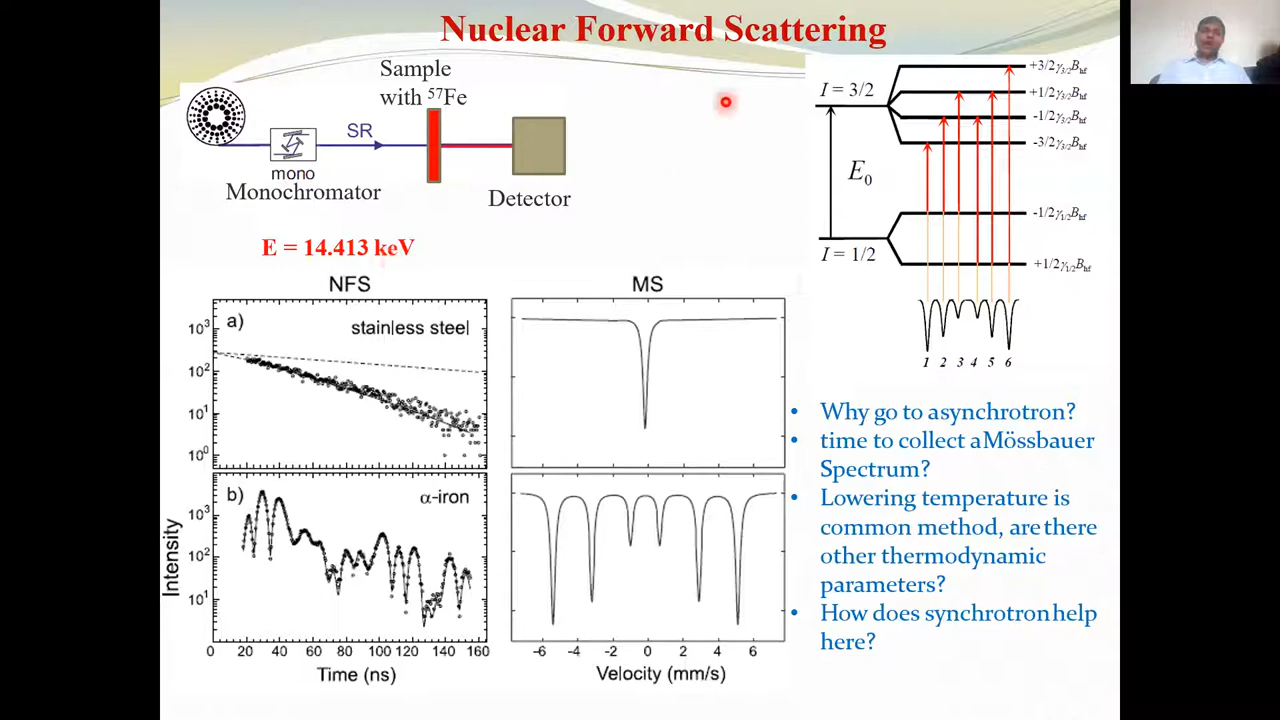 Nuclear Forward Scattering
Sample
with ⁵⁷Fe
SR
mono
Monochromator
Detector
E = 14.413 keV
I = 3/2
E₀
I = 1/2
+3/2γ₃/₂Bhf
+1/2γ₃/₂Bhf
-1/2γ₃/₂Bhf
-3/2γ₃/₂Bhf
-1/2γ₁/₂Bhf
+1/2γ₁/₂Bhf
1 2 3 4 5 6
NFS
MS
a)
stainless steel
10³
10²
10¹
10⁰
b)
α-iron
10³
10²
10¹
Intensity
0 20 40 60 80 100 120 140 160
Time (ns)
-6 -4 -2 0 2 4 6
Velocity (mm/s)
• Why go to asynchrotron?
• time to collect aMössbauer
Spectrum?
• Lowering temperature is
common method, are there
other thermodynamic
parameters?
• How does synchrotronhelp
here?